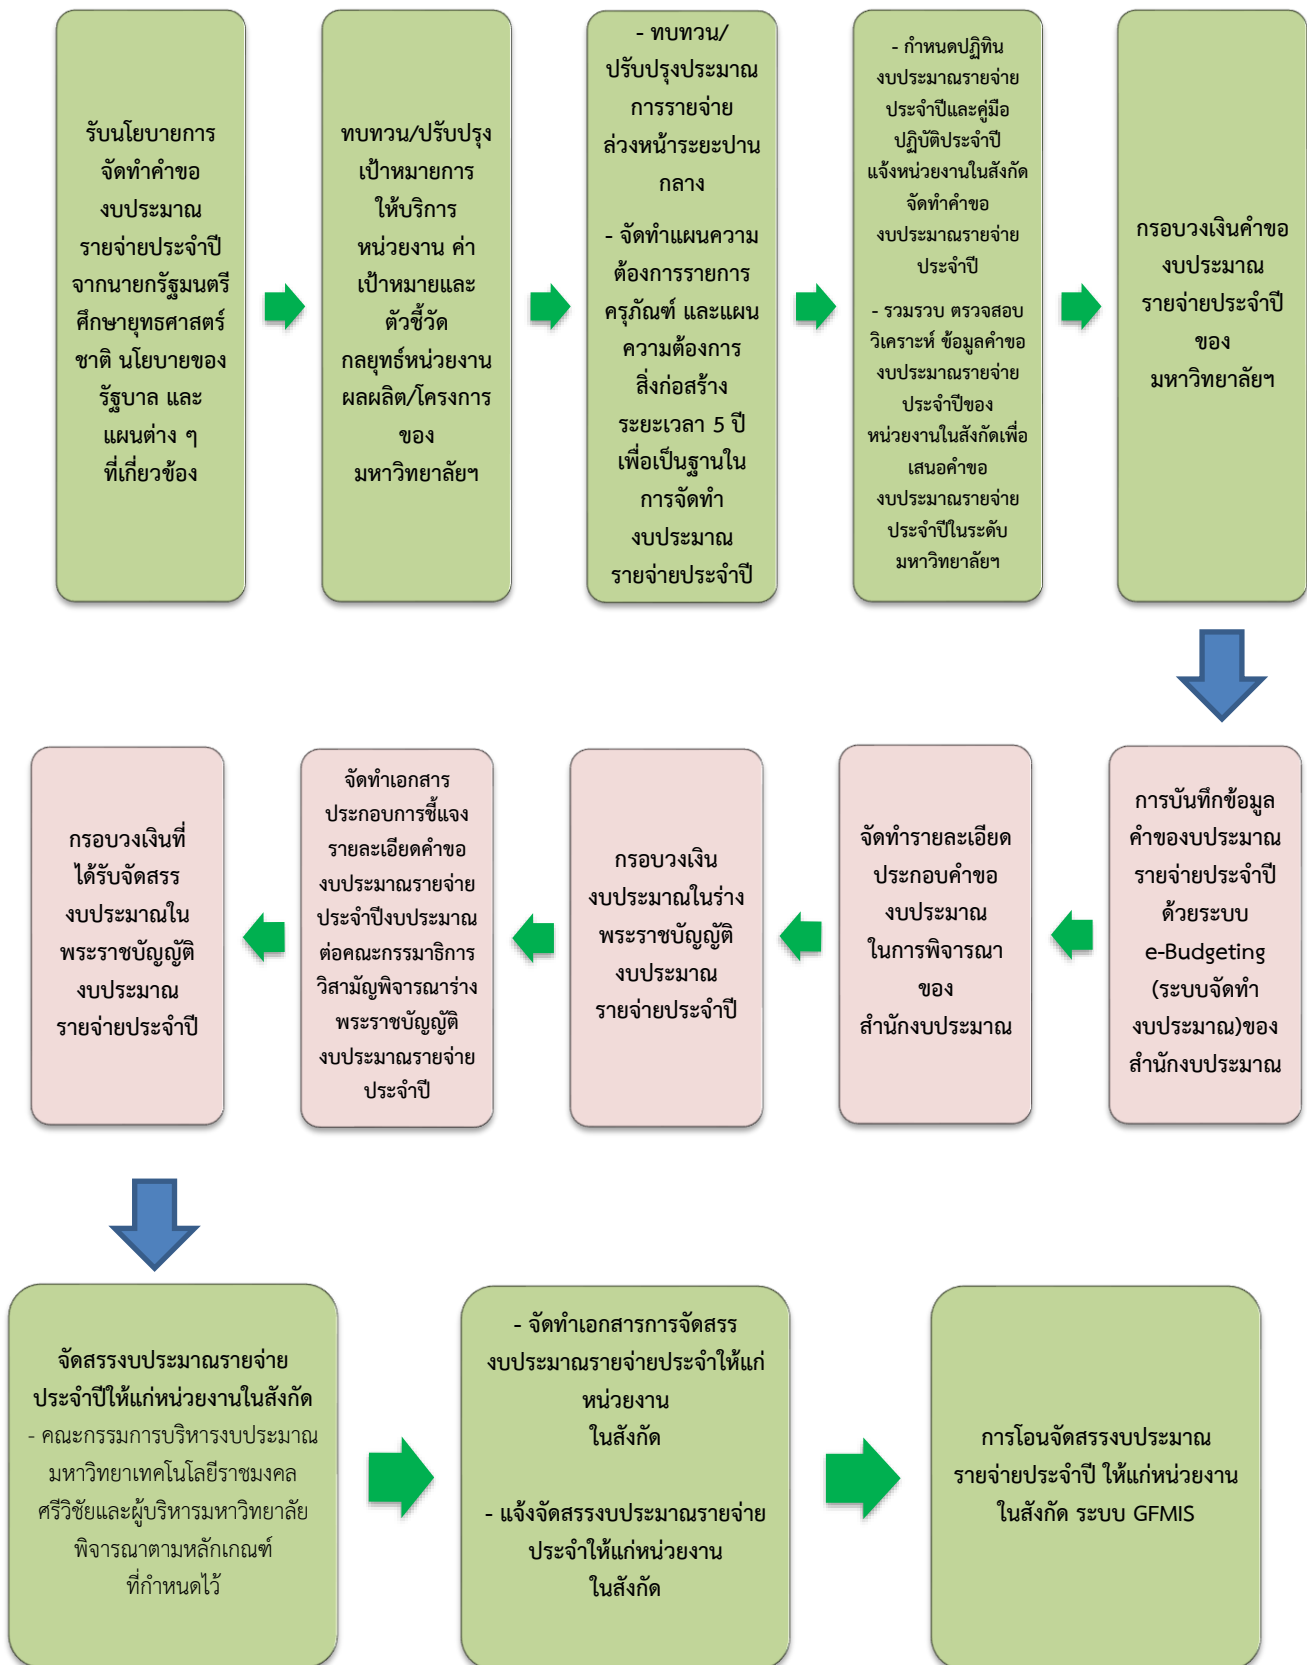 รับนโยบายการ
จัดทำคำขอ
งบประมาณ
รายจ่ายประจำปี
จากนายกรัฐมนตรี
ศึกษายุทธศาสตร์
ชาติ นโยบายของ
รัฐบาล และ
แผนต่าง ๆ
ที่เกี่ยวข้อง
ทบทวน/ปรับปรุง
เป้าหมายการ
ให้บริการ
หน่วยงาน ค่า
เป้าหมายและ
ตัวชี้วัด
กลยุทธ์หน่วยงาน
ผลผลิต/โครงการ
ของ
มหาวิทยาลัยฯ
- ทบทวน/
ปรับปรุงประมาณ
การรายจ่าย
ล่วงหน้าระยะปาน
กลาง
- จัดทำแผนความ
ต้องการรายการ
ครุภัณฑ์ และแผน
ความต้องการ
สิ่งก่อสร้าง
ระยะเวลา 5 ปี
เพื่อเป็นฐานใน
การจัดทำ
งบประมาณ
รายจ่ายประจำปี
- กำหนดปฏิทิน
งบประมาณรายจ่าย
ประจำปีและคู่มือ
ปฏิบัติประจำปี
แจ้งหน่วยงานในสังกัด
จัดทำคำขอ
งบประมาณรายจ่าย
ประจำปี
- รวมรวบ ตรวจสอบ
วิเคราะห์ ข้อมูลคำขอ
งบประมาณรายจ่าย
ประจำปีของ
หน่วยงานในสังกัดเพื่อ
เสนอคำขอ
งบประมาณรายจ่าย
ประจำปีในระดับ
มหาวิทยาลัยฯ
กรอบวงเงินคำขอ
งบประมาณ
รายจ่ายประจำปี
ของ
มหาวิทยาลัยฯ
การบันทึกข้อมูล
คำของบประมาณ
รายจ่ายประจำปี
ด้วยระบบ
e-Budgeting
(ระบบจัดทำ
งบประมาณ)ของ
สำนักงบประมาณ
จัดทำรายละเอียด
ประกอบคำขอ
งบประมาณ
ในการพิจารณา
ของ
สำนักงบประมาณ
กรอบวงเงิน
งบประมาณในร่าง
พระราชบัญญัติ
งบประมาณ
รายจ่ายประจำปี
จัดทำเอกสาร
ประกอบการชี้แจง
รายละเอียดคำขอ
งบประมาณรายจ่าย
ประจำปีงบประมาณ
ต่อคณะกรรมาธิการ
วิสามัญพิจารณาร่าง
พระราชบัญญัติ
งบประมาณรายจ่าย
ประจำปี
กรอบวงเงินที่
ได้รับจัดสรร
งบประมาณใน
พระราชบัญญัติ
งบประมาณ
รายจ่ายประจำปี
จัดสรรงบประมาณรายจ่าย
ประจำปีให้แก่หน่วยงานในสังกัด
- คณะกรรมการบริหารงบประมาณ
มหาวิทยาเทคโนโลยีราชมงคล
ศรีวิชัยและผู้บริหารมหาวิทยาลัย
พิจารณาตามหลักเกณฑ์
ที่กำหนดไว้
- จัดทำเอกสารการจัดสรร
งบประมาณรายจ่ายประจำให้แก่
หน่วยงาน
ในสังกัด
- แจ้งจัดสรรงบประมาณรายจ่าย
ประจำให้แก่หน่วยงาน
ในสังกัด
การโอนจัดสรรงบประมาณ
รายจ่ายประจำปี ให้แก่หน่วยงาน
ในสังกัด ระบบ GFMIS